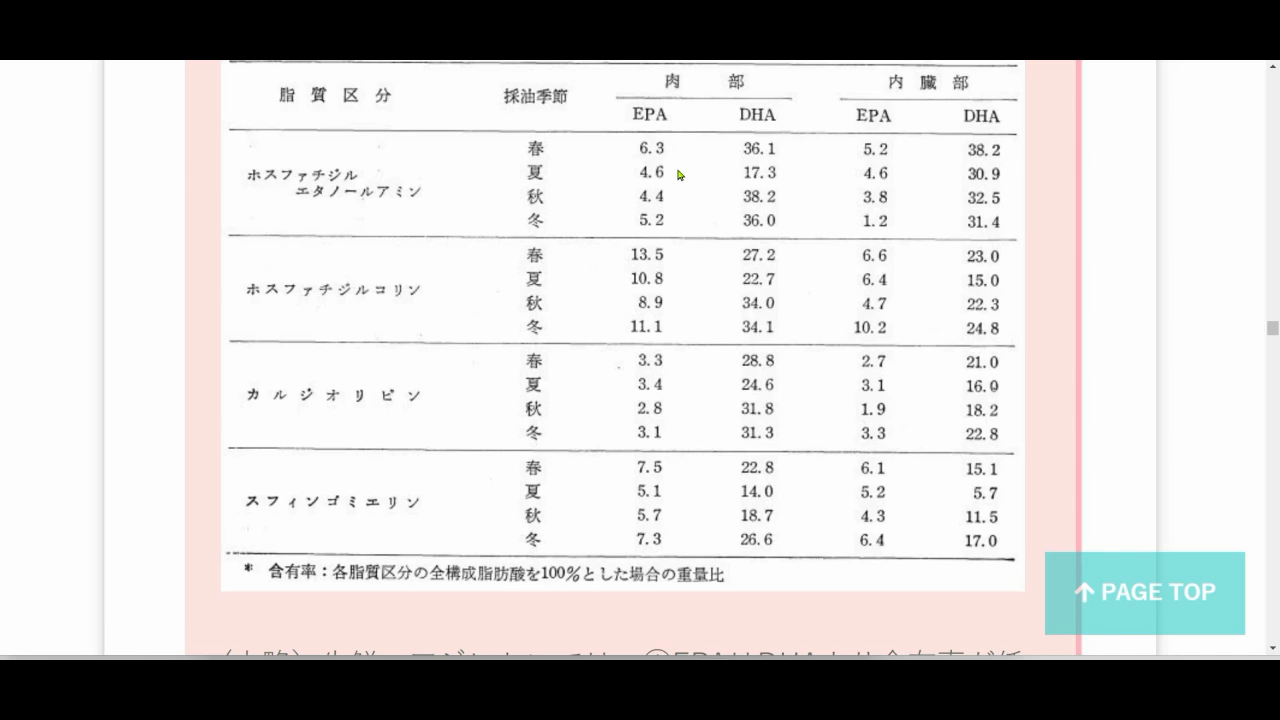 肉 部 内 臓 部
脂 質 区 分 採油季節
EPA DHA EPA DHA
春 6.3 36.1 5.2 38.2
ホスファチジル 夏 4.6 17.3 4.6 30.9
エタノールアミン 秋 4.4 38.2 3.8 32.5
冬 5.2 36.0 1.2 31.4
春 13.5 27.2 6.6 23.0
夏 10.8 22.7 6.4 15.0
ホスファチジルコリン 秋 8.9 34.0 4.7 22.3
冬 11.1 34.1 10.2 24.8
春 3.3 28.8 2.7 21.0
夏 3.4 24.6 3.1 16.0
カ ル ジ オ リ ピ ン 秋 2.8 31.8 1.9 18.2
冬 3.1 31.3 3.3 22.8
春 7.5 22.8 6.1 15.1
夏 5.1 14.0 5.2 5.7
スフィンゴミエリン 秋 5.7 18.7 4.3 11.5
冬 7.3 26.6 6.4 17.0
* 含有率：各脂質区分の全構成脂肪酸を100%とした場合の重量比
↑ PAGE TOP